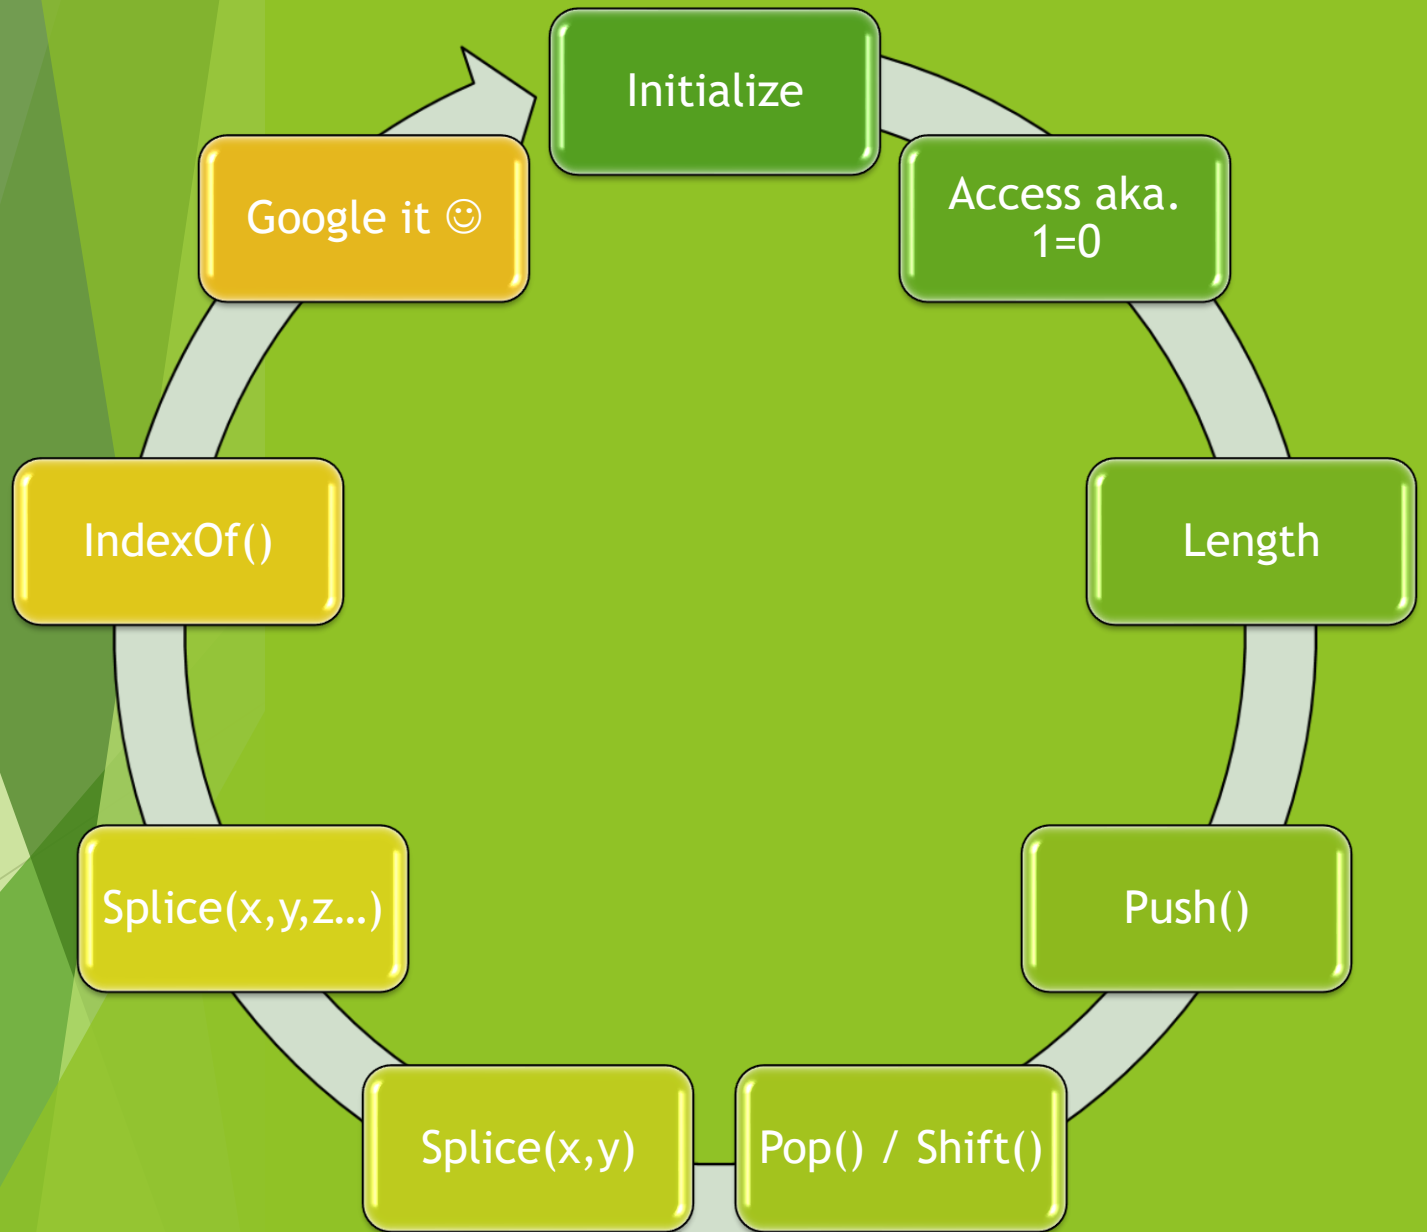 Initialize
Access aka.
1=0
Length
Push()
Pop() / Shift()
Splice(x,y)
Splice(x,y,z…)
IndexOf()
Google it ☺